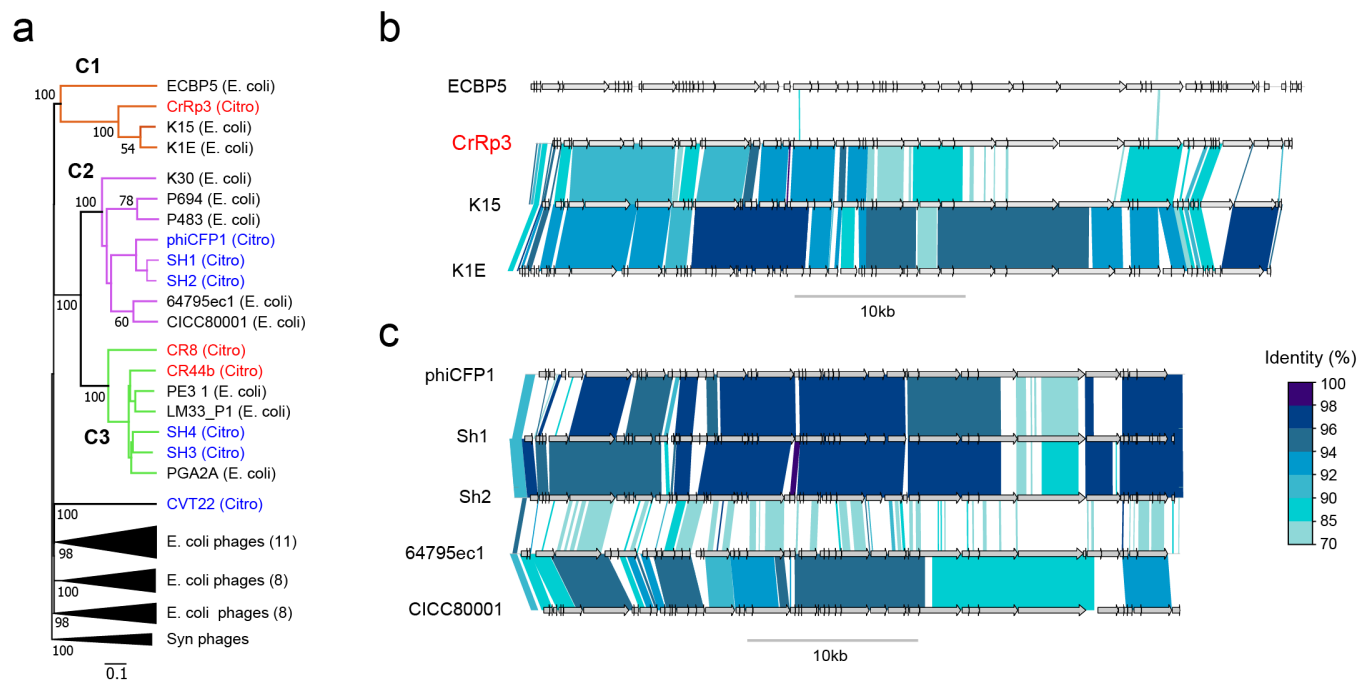 a
C1
100
ECBP5 (E. coli)
CrRp3 (Citro)
100
K15 (E. coli)
54
K1E (E. coli)
C2
K30 (E. coli)
100
78
P694 (E. coli)
P483 (E. coli)
phiCFP1 (Citro)
SH1 (Citro)
SH2 (Citro)
100
64795ec1 (E. coli)
60
CICC80001 (E. coli)
CR8 (Citro)
CR44b (Citro)
100
PE3 1 (E. coli)
LM33_P1 (E. coli)
C3
SH4 (Citro)
SH3 (Citro)
PGA2A (E. coli)
CVT22 (Citro)
100
E. coli phages (11)
98
E. coli phages (8)
100
E. coli phages (8)
98
Syn phages
100
0.1
b
ECBP5
CrRp3
K15
K1E
10kb
c
phiCFP1
Sh1
Sh2
64795ec1
CICC80001
10kb
Identity (%)
100
98
96
94
92
90
85
70